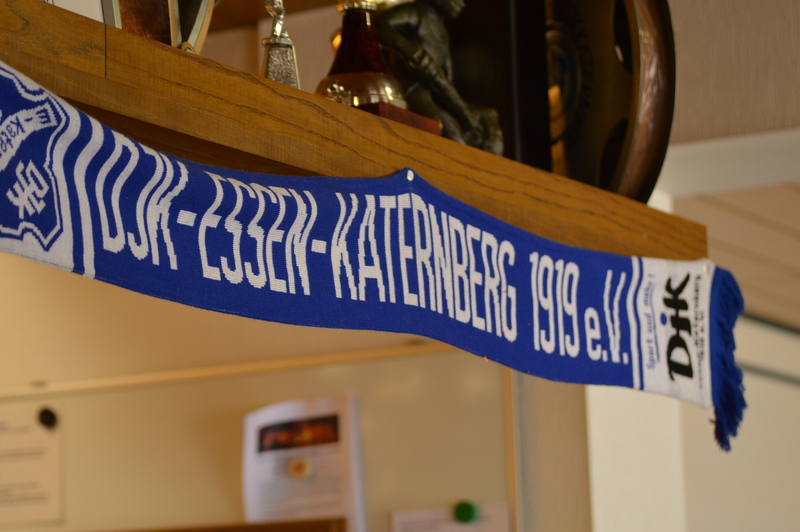 DJK-ESSEN-KATERNBERG 1919 e.V.
Sport und mehr!
DJK